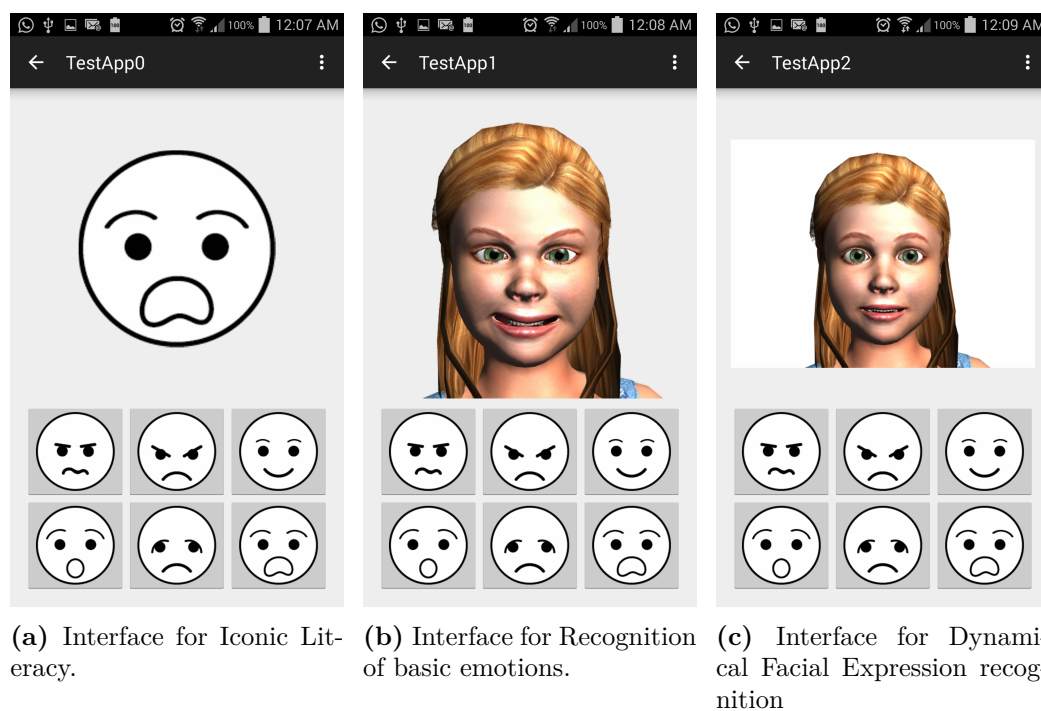 100% 12:07 AM
TestApp0
100% 12:08 AM
TestApp1
100% 12:09 AM
TestApp2
(a) Interface for Iconic Lit-
eracy.
(b) Interface for Recognition
of basic emotions.
(c) Interface for Dynami-
cal Facial Expression recog-
nition